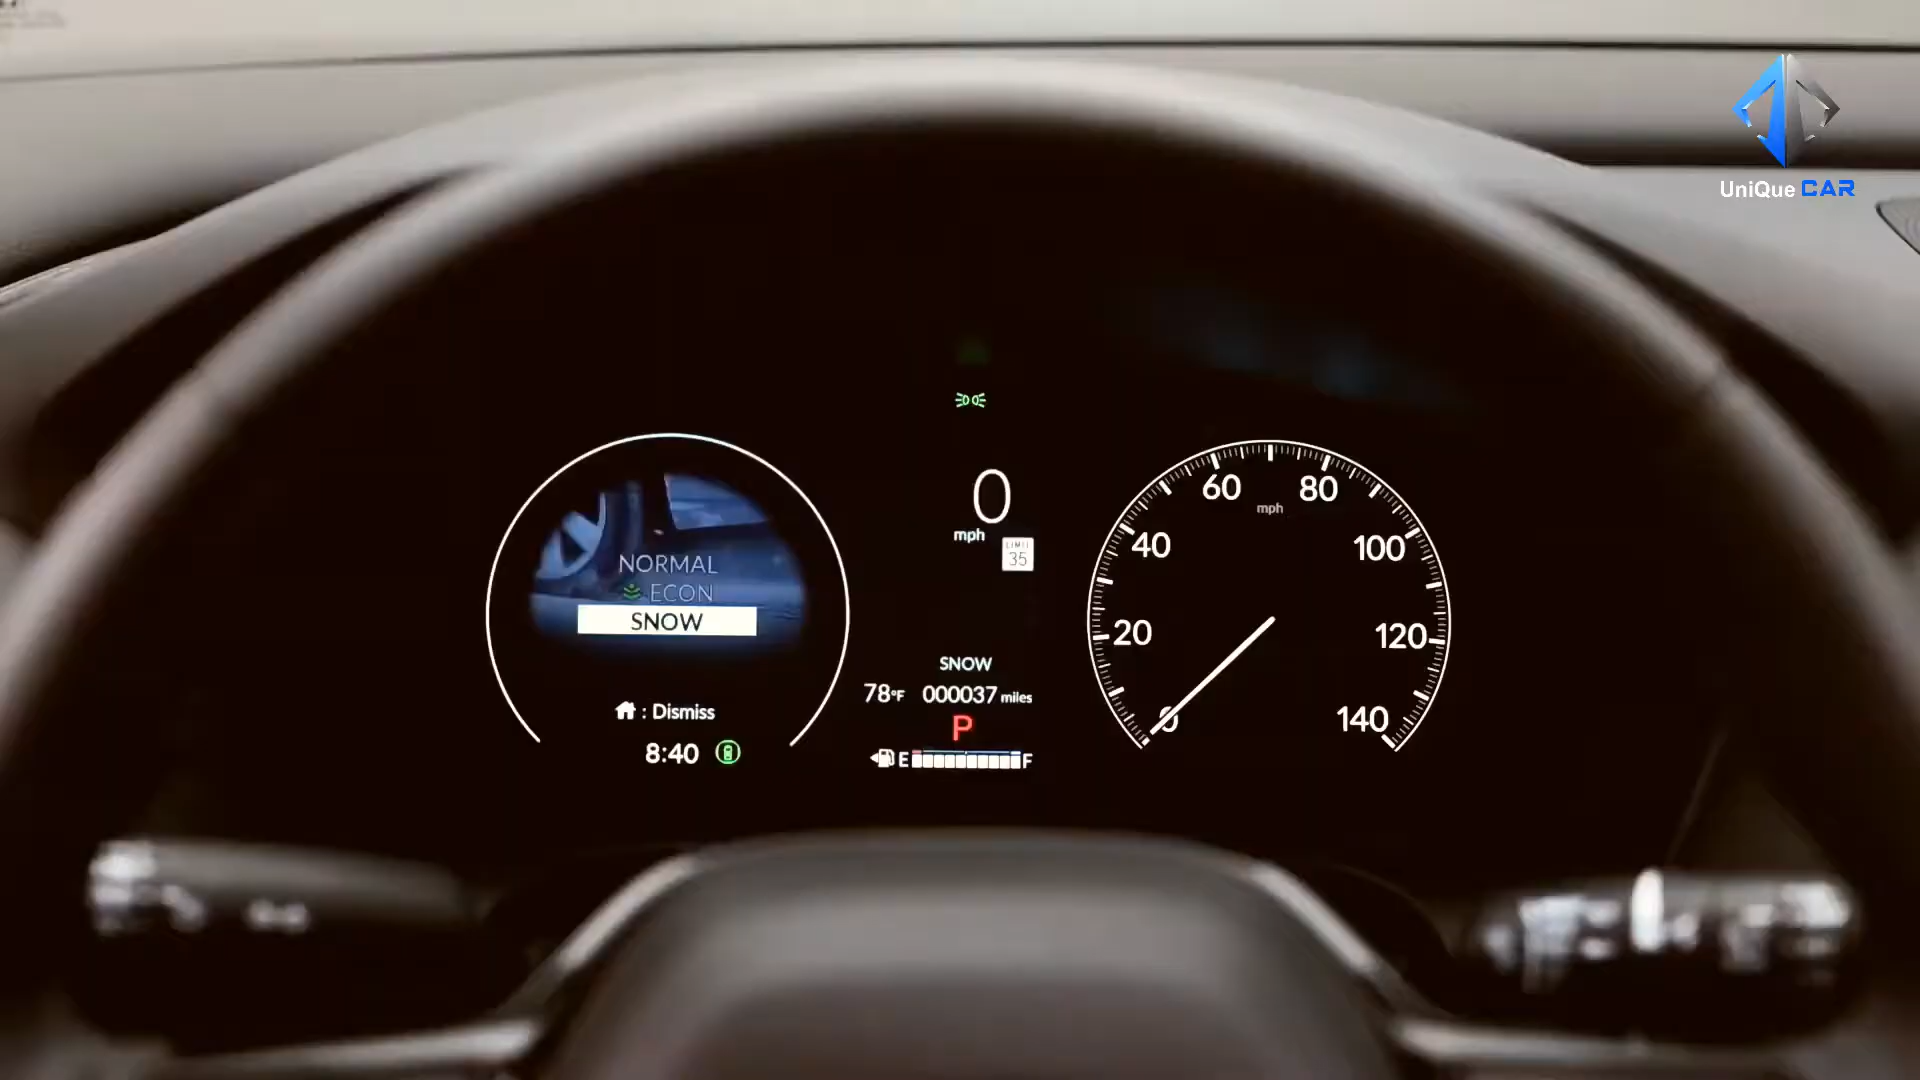 UniQue CAR
0
mph
LIMIT
35
NORMAL
ECON
SNOW
: Dismiss
8:40
SNOW
78°F 000037 miles
P
E F
0
20
40
60
80
100
120
140
mph